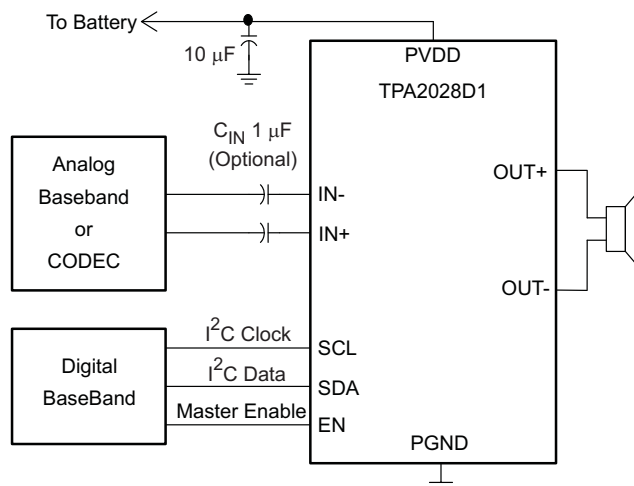 To Battery
10 μF
PVDD
TPA2028D1
C_IN 1 μF
(Optional)
Analog
Baseband
or
CODEC
IN-
IN+
OUT+
OUT-
Digital
BaseBand
I²C Clock
I²C Data
Master Enable
SCL
SDA
EN
PGND